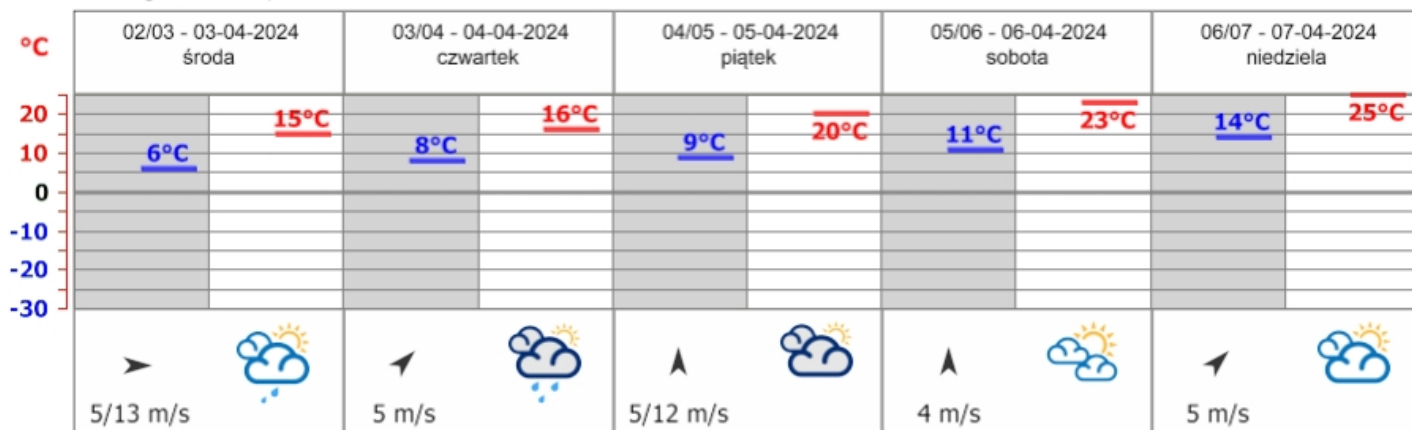 02/03 - 03-04-2024
środa
03/04 - 04-04-2024
czwartek
04/05 - 05-04-2024
piątek
05/06 - 06-04-2024
sobota
06/07 - 07-04-2024
niedziela
°C
20
10
0
-10
-20
-30
6°C
15°C
8°C
16°C
9°C
20°C
11°C
23°C
14°C
25°C
5/13 m/s
5 m/s
5/12 m/s
4 m/s
5 m/s